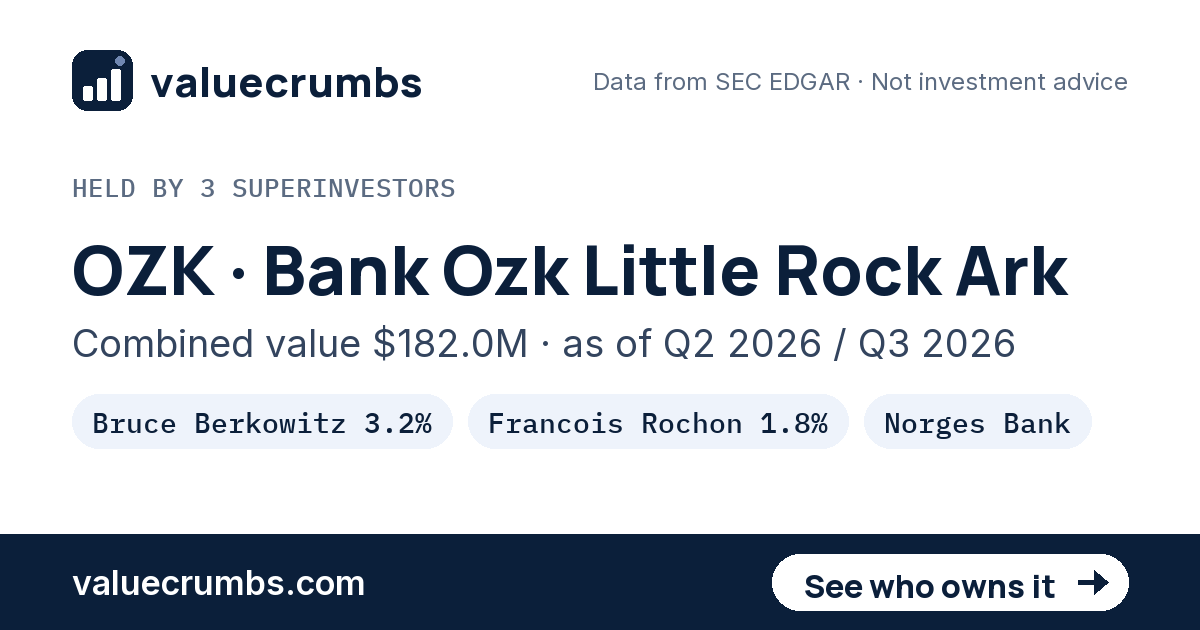 valuecrumbs
Data from SEC EDGAR · Not investment advice
HELD BY 3 SUPERINVESTORS
OZK · Bank Ozk Little Rock Ark
Combined value $182.0M · as of Q2 2026 / Q3 2026
Bruce Berkowitz 3.2% Francois Rochon 1.8% Norges Bank
valuecrumbs.com
See who owns it →